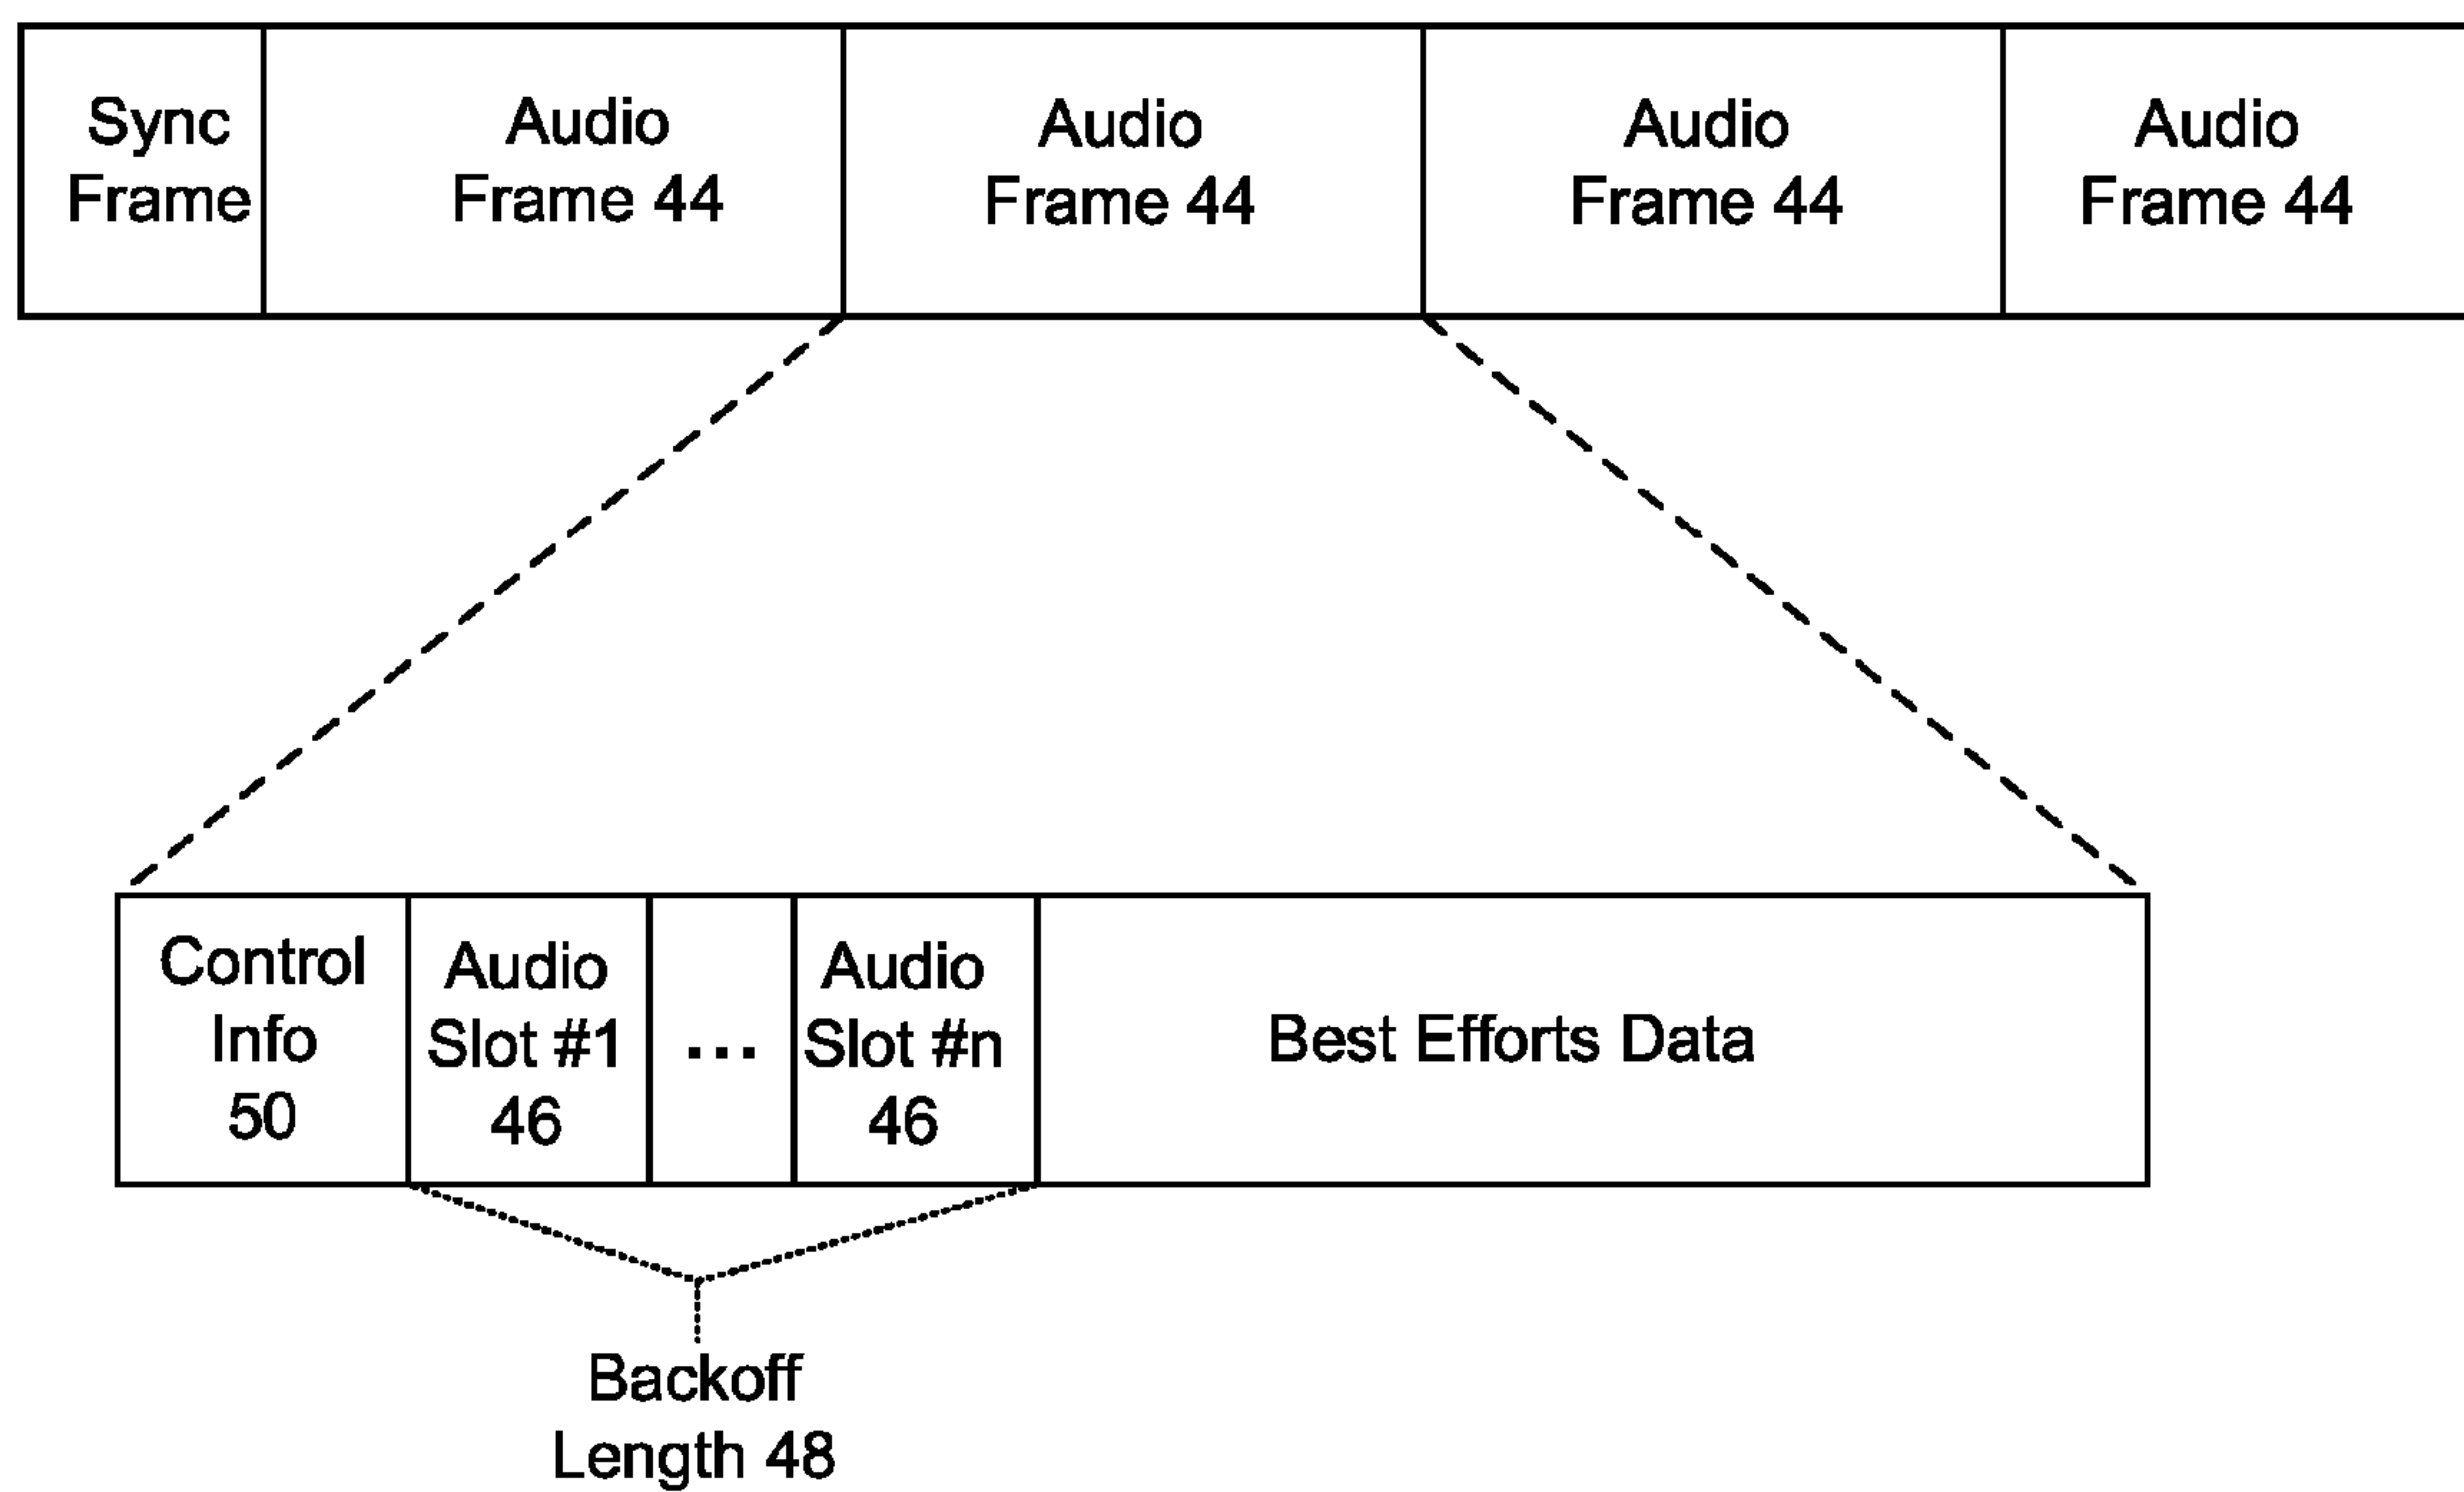 Sync
Frame
Audio
Frame 44
Audio
Frame 44
Audio
Frame 44
Audio
Frame 44
Control
Info
50
Audio
Slot #1
46
...
Audio
Slot #n
46
Best Efforts Data
Backoff
Length 48